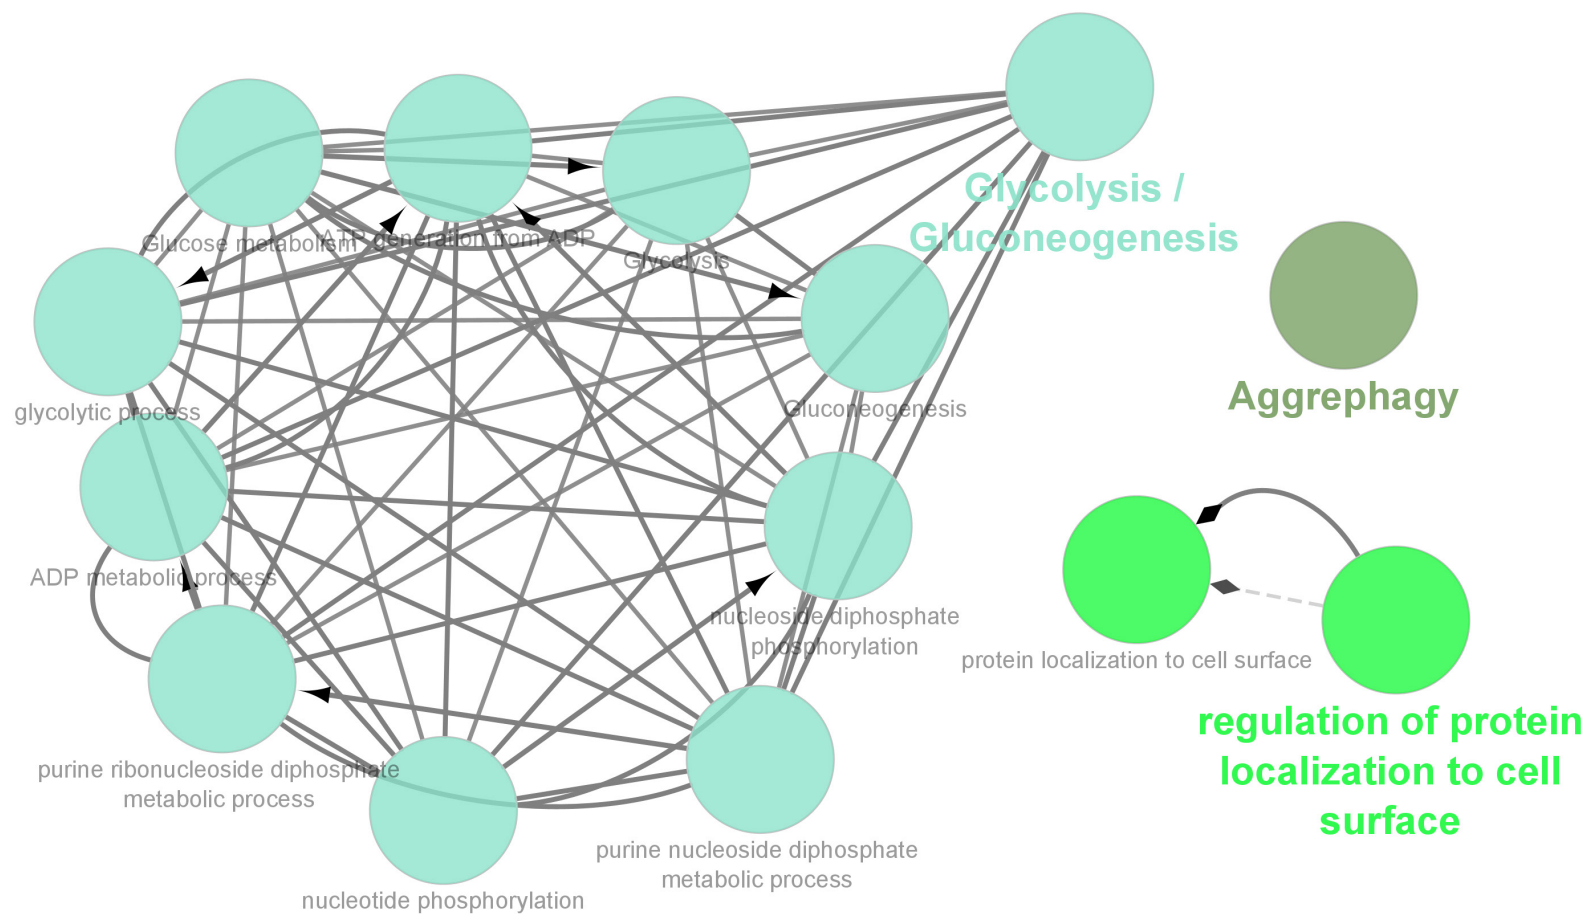 Glycolysis /
Gluconeogenesis
Glucose metabolism
ATP generation from ADP
Glycolysis
Aggrephagy
glycolytic process
Gluconeogenesis
ADP metabolic process
nucleoside diphosphate
phosphorylation
protein localization to cell surface
regulation of protein
localization to cell
surface
purine ribonucleoside diphosphate
metabolic process
purine nucleoside diphosphate
metabolic process
nucleotide phosphorylation